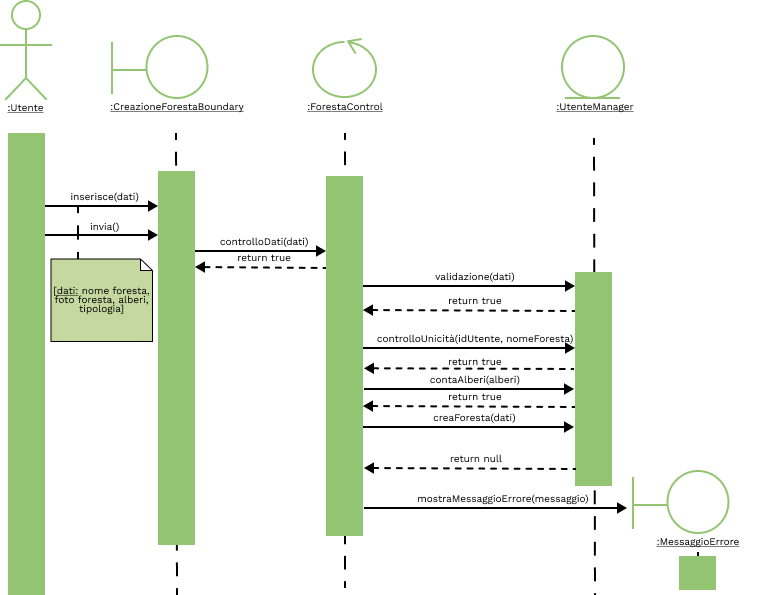 :Utente
:CreazioneForestaBoundary
:ForestaControl
:UtenteManager
inserisce(dati)
invia()
controlloDati(dati)
return true
[dati: nome foresta,
foto foresta, alberi,
tipologia]
validazione(dati)
return true
controlloUnicità(idUtente, nomeForesta)
return true
contaAlberi(alberi)
return true
creaForesta(dati)
return null
mostraMessaggioErrore(messaggio)
:MessaggioErrore